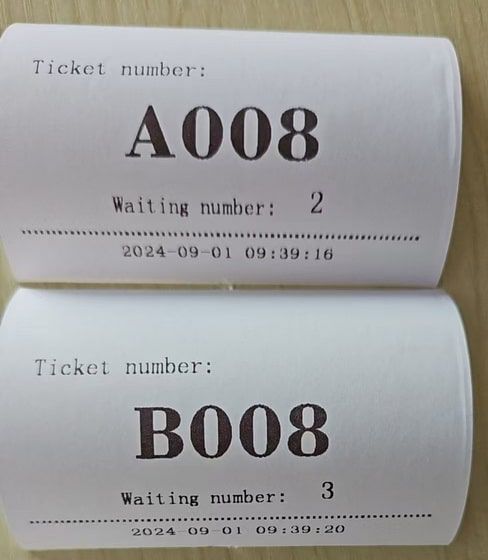 Ticket number:
A008
Waiting number: 2
2024-09-01 09:39:16
Ticket number:
B008
Waiting number: 3
2024-09-01 09:39:20